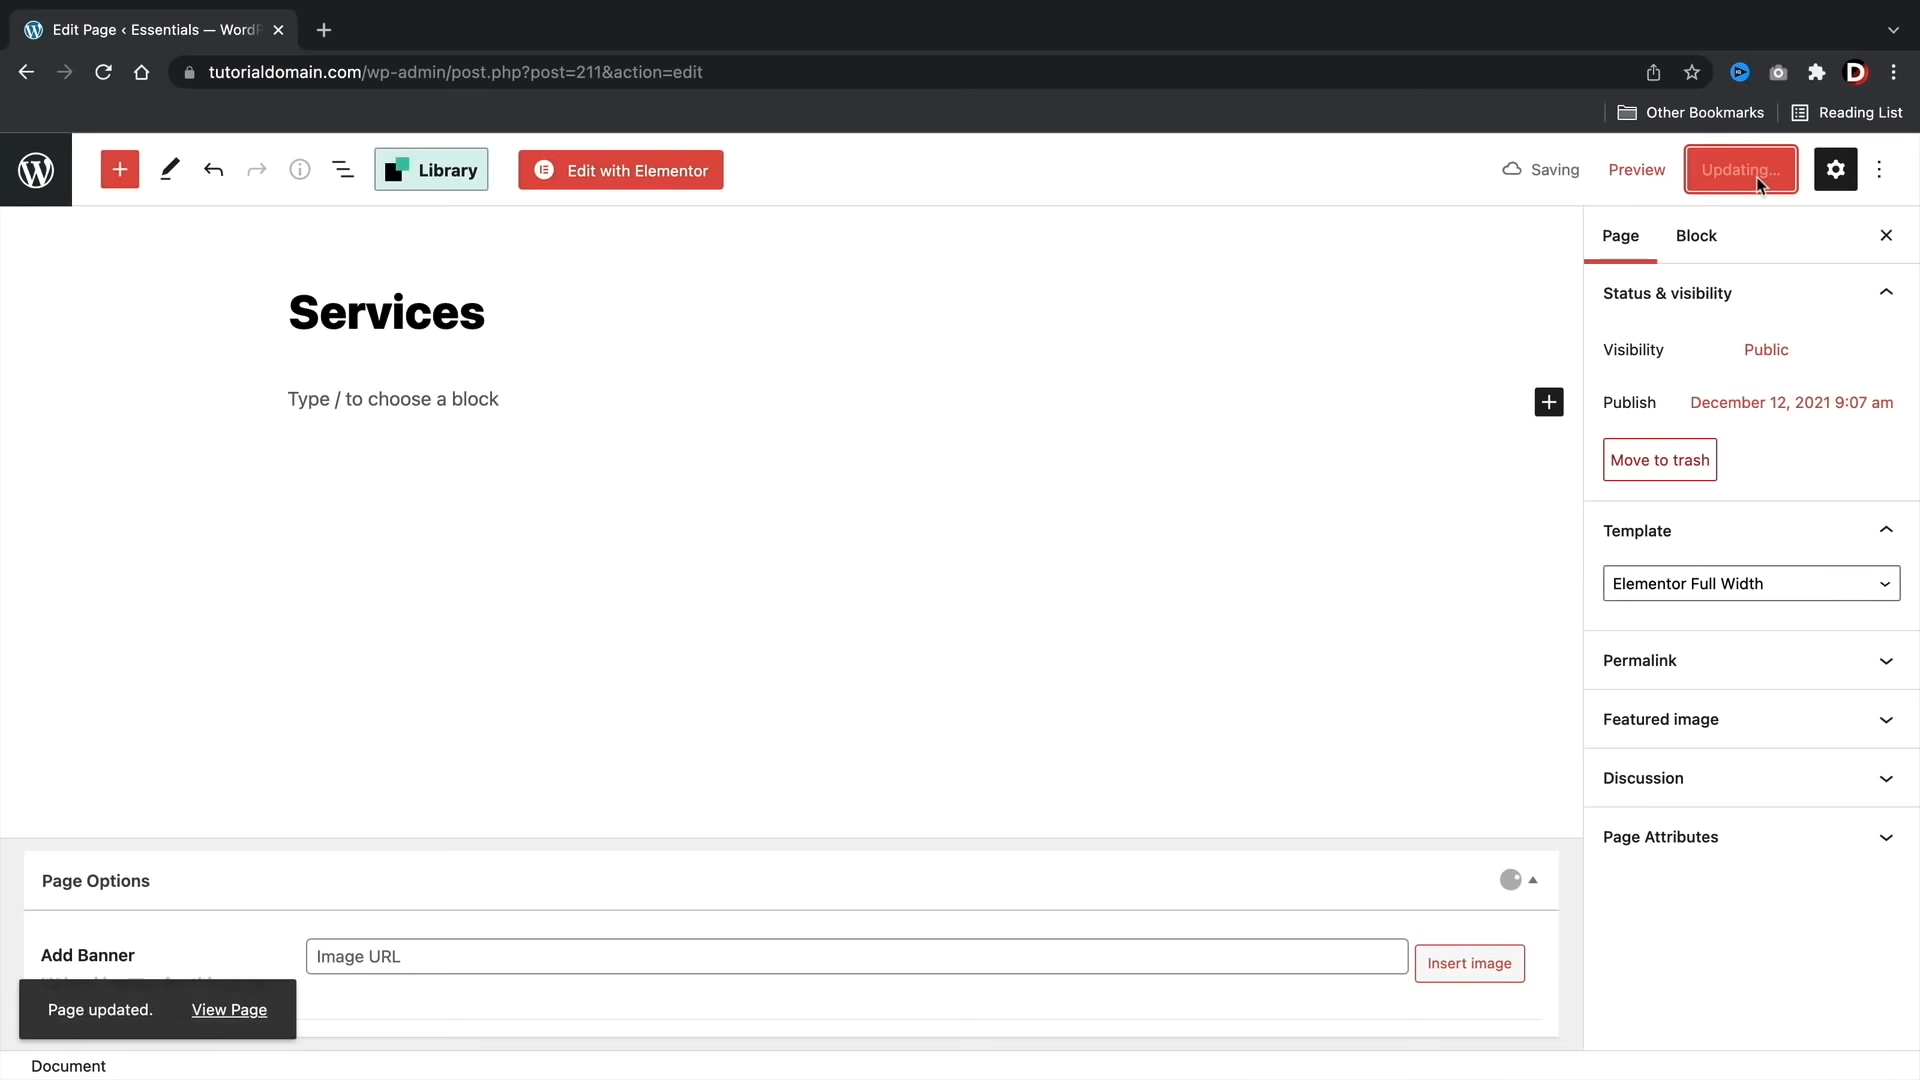 Edit Page ‹ Essentials — WordP
tutorialdomain.com/wp-admin/post.php?post=211&action=edit
Other Bookmarks
Reading List
Library
Edit with Elementor
Saving
Preview
Updating...
Page
Block
Services
Type / to choose a block
Status & visibility
Visibility
Public
Publish
December 12, 2021 9:07 am
Move to trash
Template
Elementor Full Width
Permalink
Featured image
Discussion
Page Attributes
Page Options
Add Banner
Image URL
Insert image
Page updated.
View Page
Document